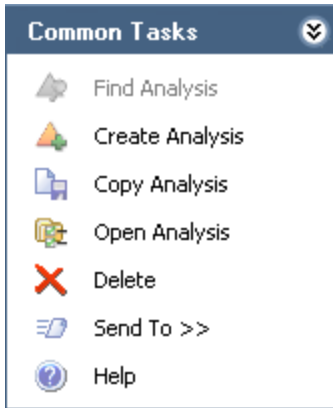 Common Tasks
Find Analysis
Create Analysis
Copy Analysis
Open Analysis
Delete
Send To >>
Help